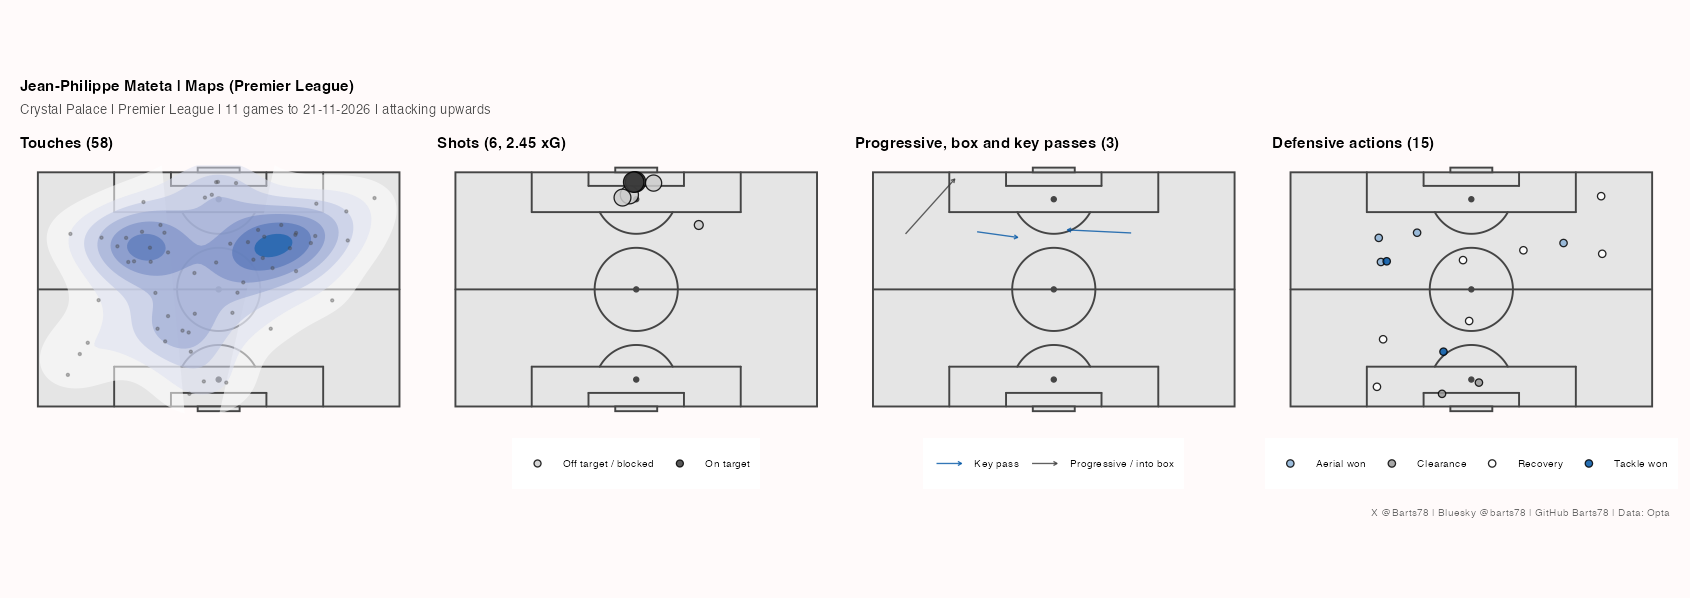 Jean-Philippe Mateta | Maps (Premier League)
Crystal Palace | Premier League | 11 games to 21-11-2026 | attacking upwards
Touches (58)
Shots (6, 2.45 xG)
Progressive, box and key passes (3)
Defensive actions (15)
Off target / blocked
On target
Key pass
Progressive / into box
Aerial won
Clearance
Recovery
Tackle won
X @Barts78 | Bluesky @barts78 | GitHub Barts78 | Data: Opta